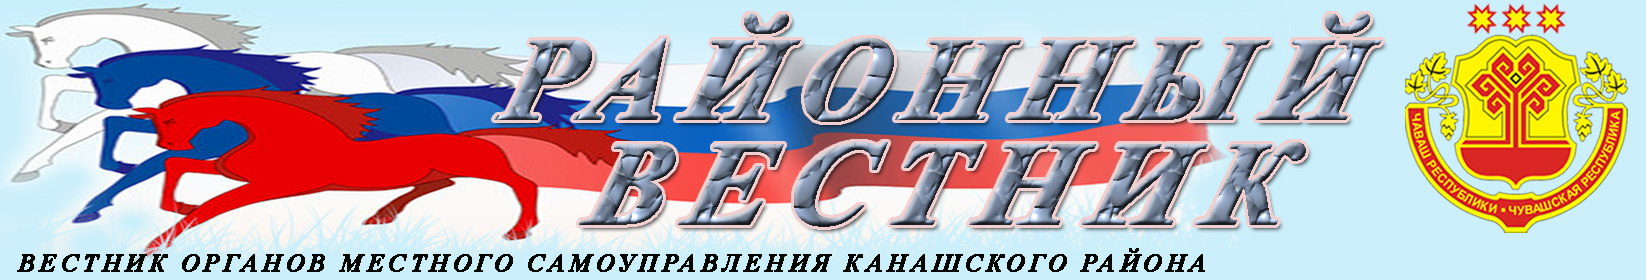 РАЙОННЫЙ
ВЕСТНИК
ЧӐВАШ РЕСПУБЛИКИ • ЧУВАШСКАЯ РЕСПУБЛИКА
ВЕСТНИК ОРГАНОВ МЕСТНОГО САМОУПРАВЛЕНИЯ КАНАШСКОГО РАЙОНА